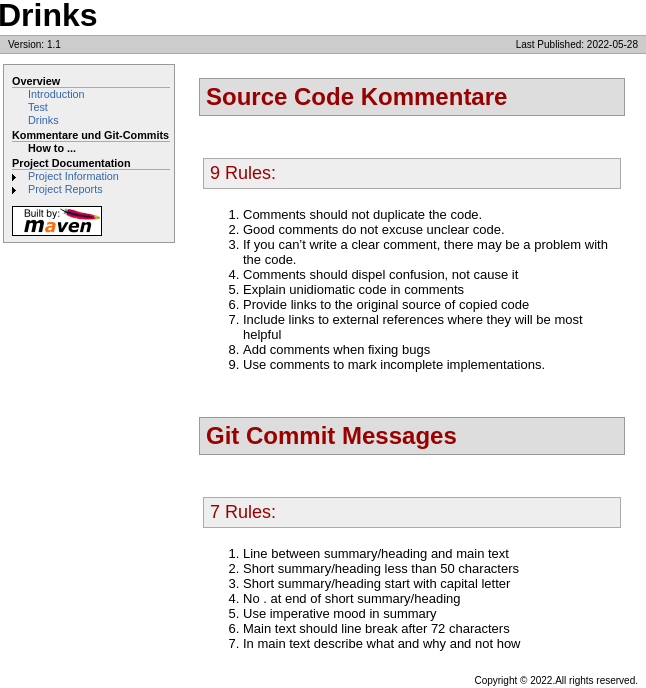 Drinks
Version: 1.1
Last Published: 2022-05-28
Overview
Introduction
Test
Drinks
Kommentare und Git-Commits
How to ...
Project Documentation
Project Information
Project Reports
Built by:
maven
Source Code Kommentare
9 Rules:
1. Comments should not duplicate the code.
2. Good comments do not excuse unclear code.
3. If you can’t write a clear comment, there may be a problem with
the code.
4. Comments should dispel confusion, not cause it
5. Explain unidiomatic code in comments
6. Provide links to the original source of copied code
7. Include links to external references where they will be most
helpful
8. Add comments when fixing bugs
9. Use comments to mark incomplete implementations.
Git Commit Messages
7 Rules:
1. Line between summary/heading and main text
2. Short summary/heading less than 50 characters
3. Short summary/heading start with capital letter
4. No . at end of short summary/heading
5. Use imperative mood in summary
6. Main text should line break after 72 characters
7. In main text describe what and why and not how
Copyright © 2022.All rights reserved.